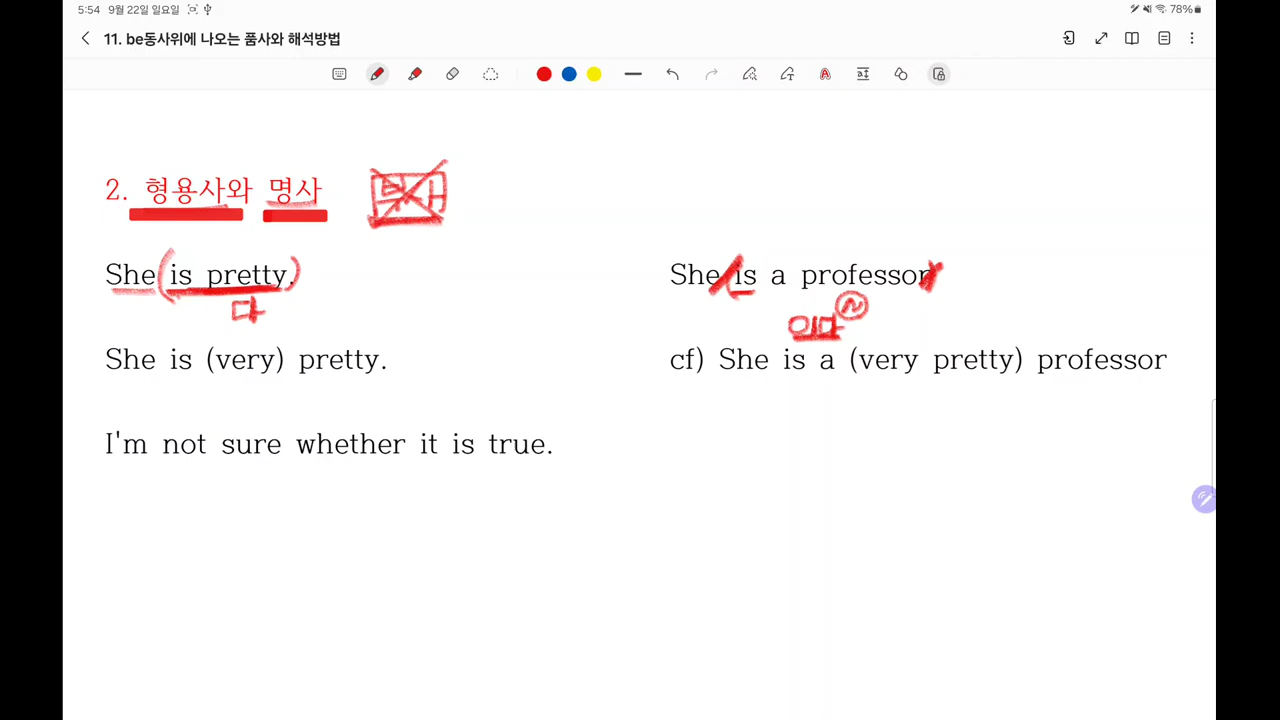 5:54 9월 22일 일요일
78%
11. be동사위에 나오는 품사와 해석방법
2. 형용사와 명사 부사
She is pretty.
다
She is a professor
이다
She is (very) pretty.
cf) She is a (very pretty) professor
I'm not sure whether it is true.